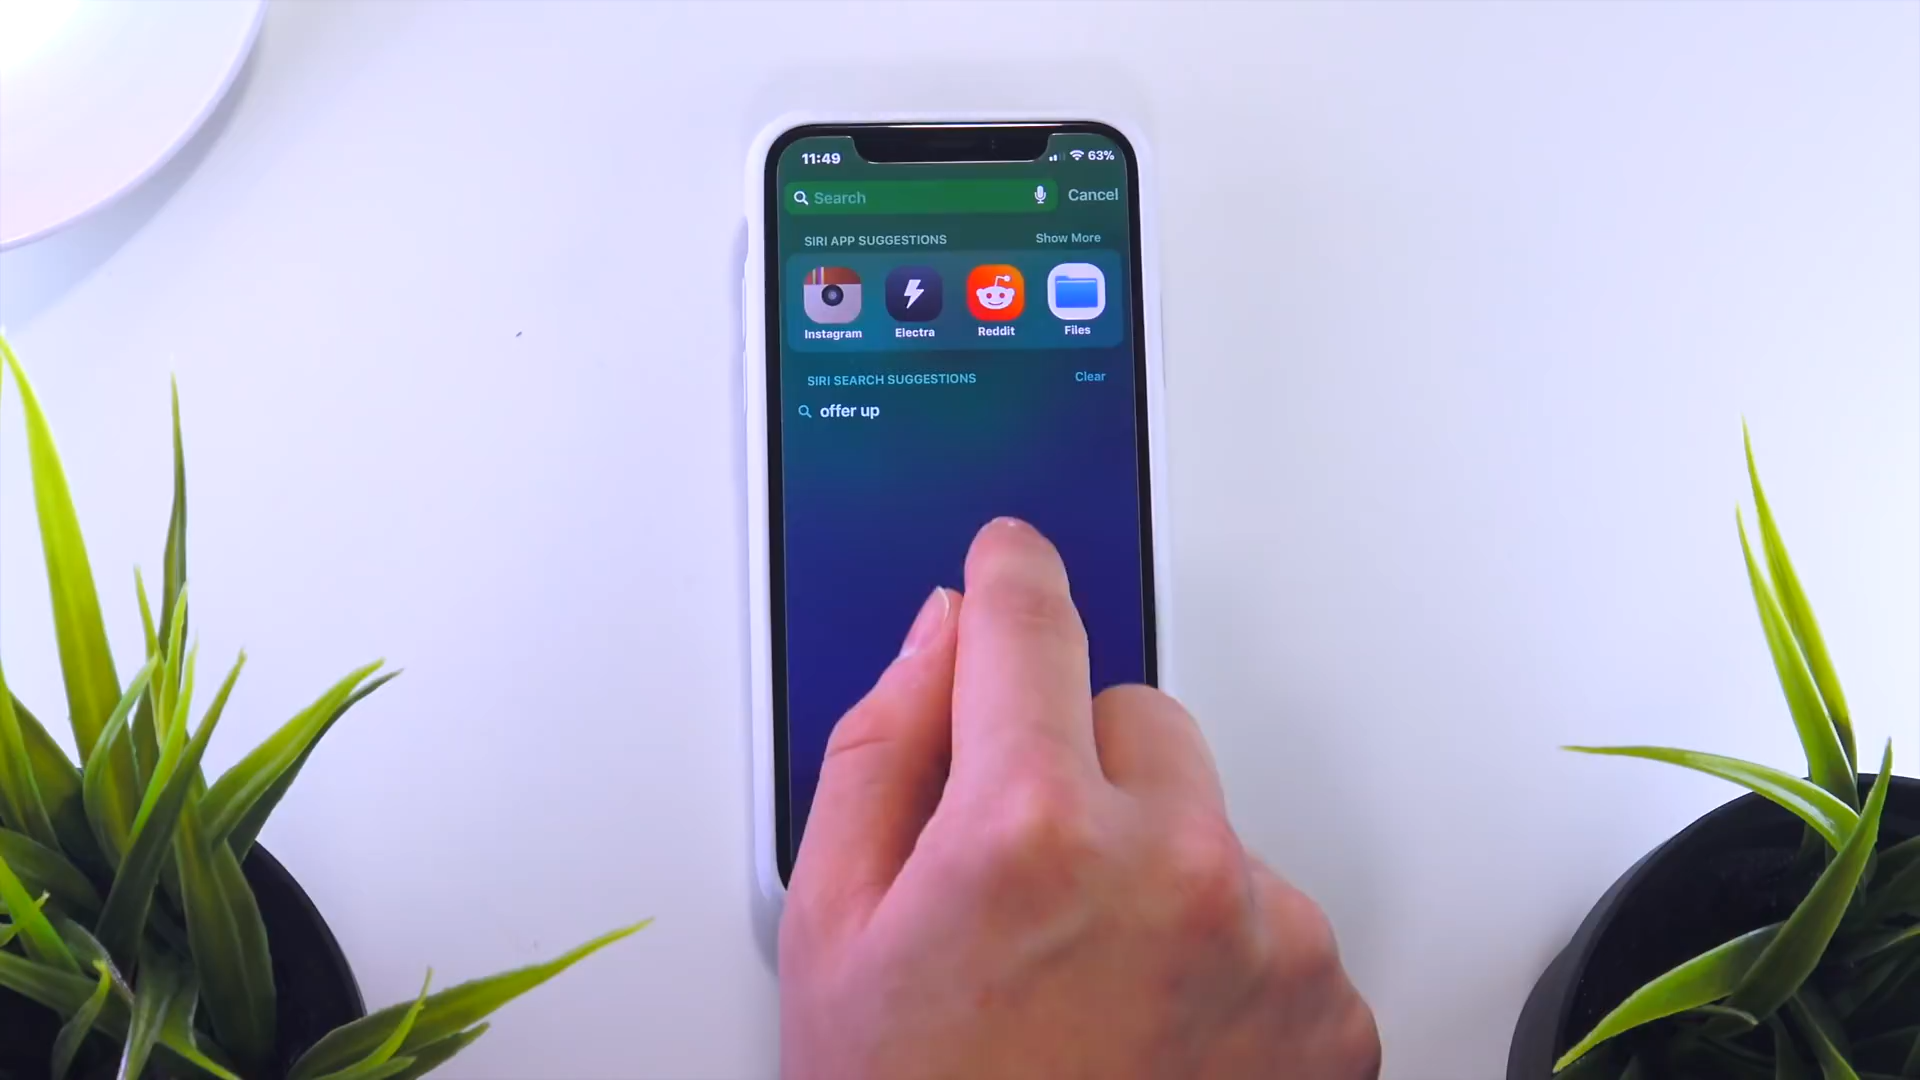 11:49
63%
Search
Cancel
SIRI APP SUGGESTIONS
Show More
Instagram
Electra
Reddit
Files
SIRI SEARCH SUGGESTIONS
Clear
offer up